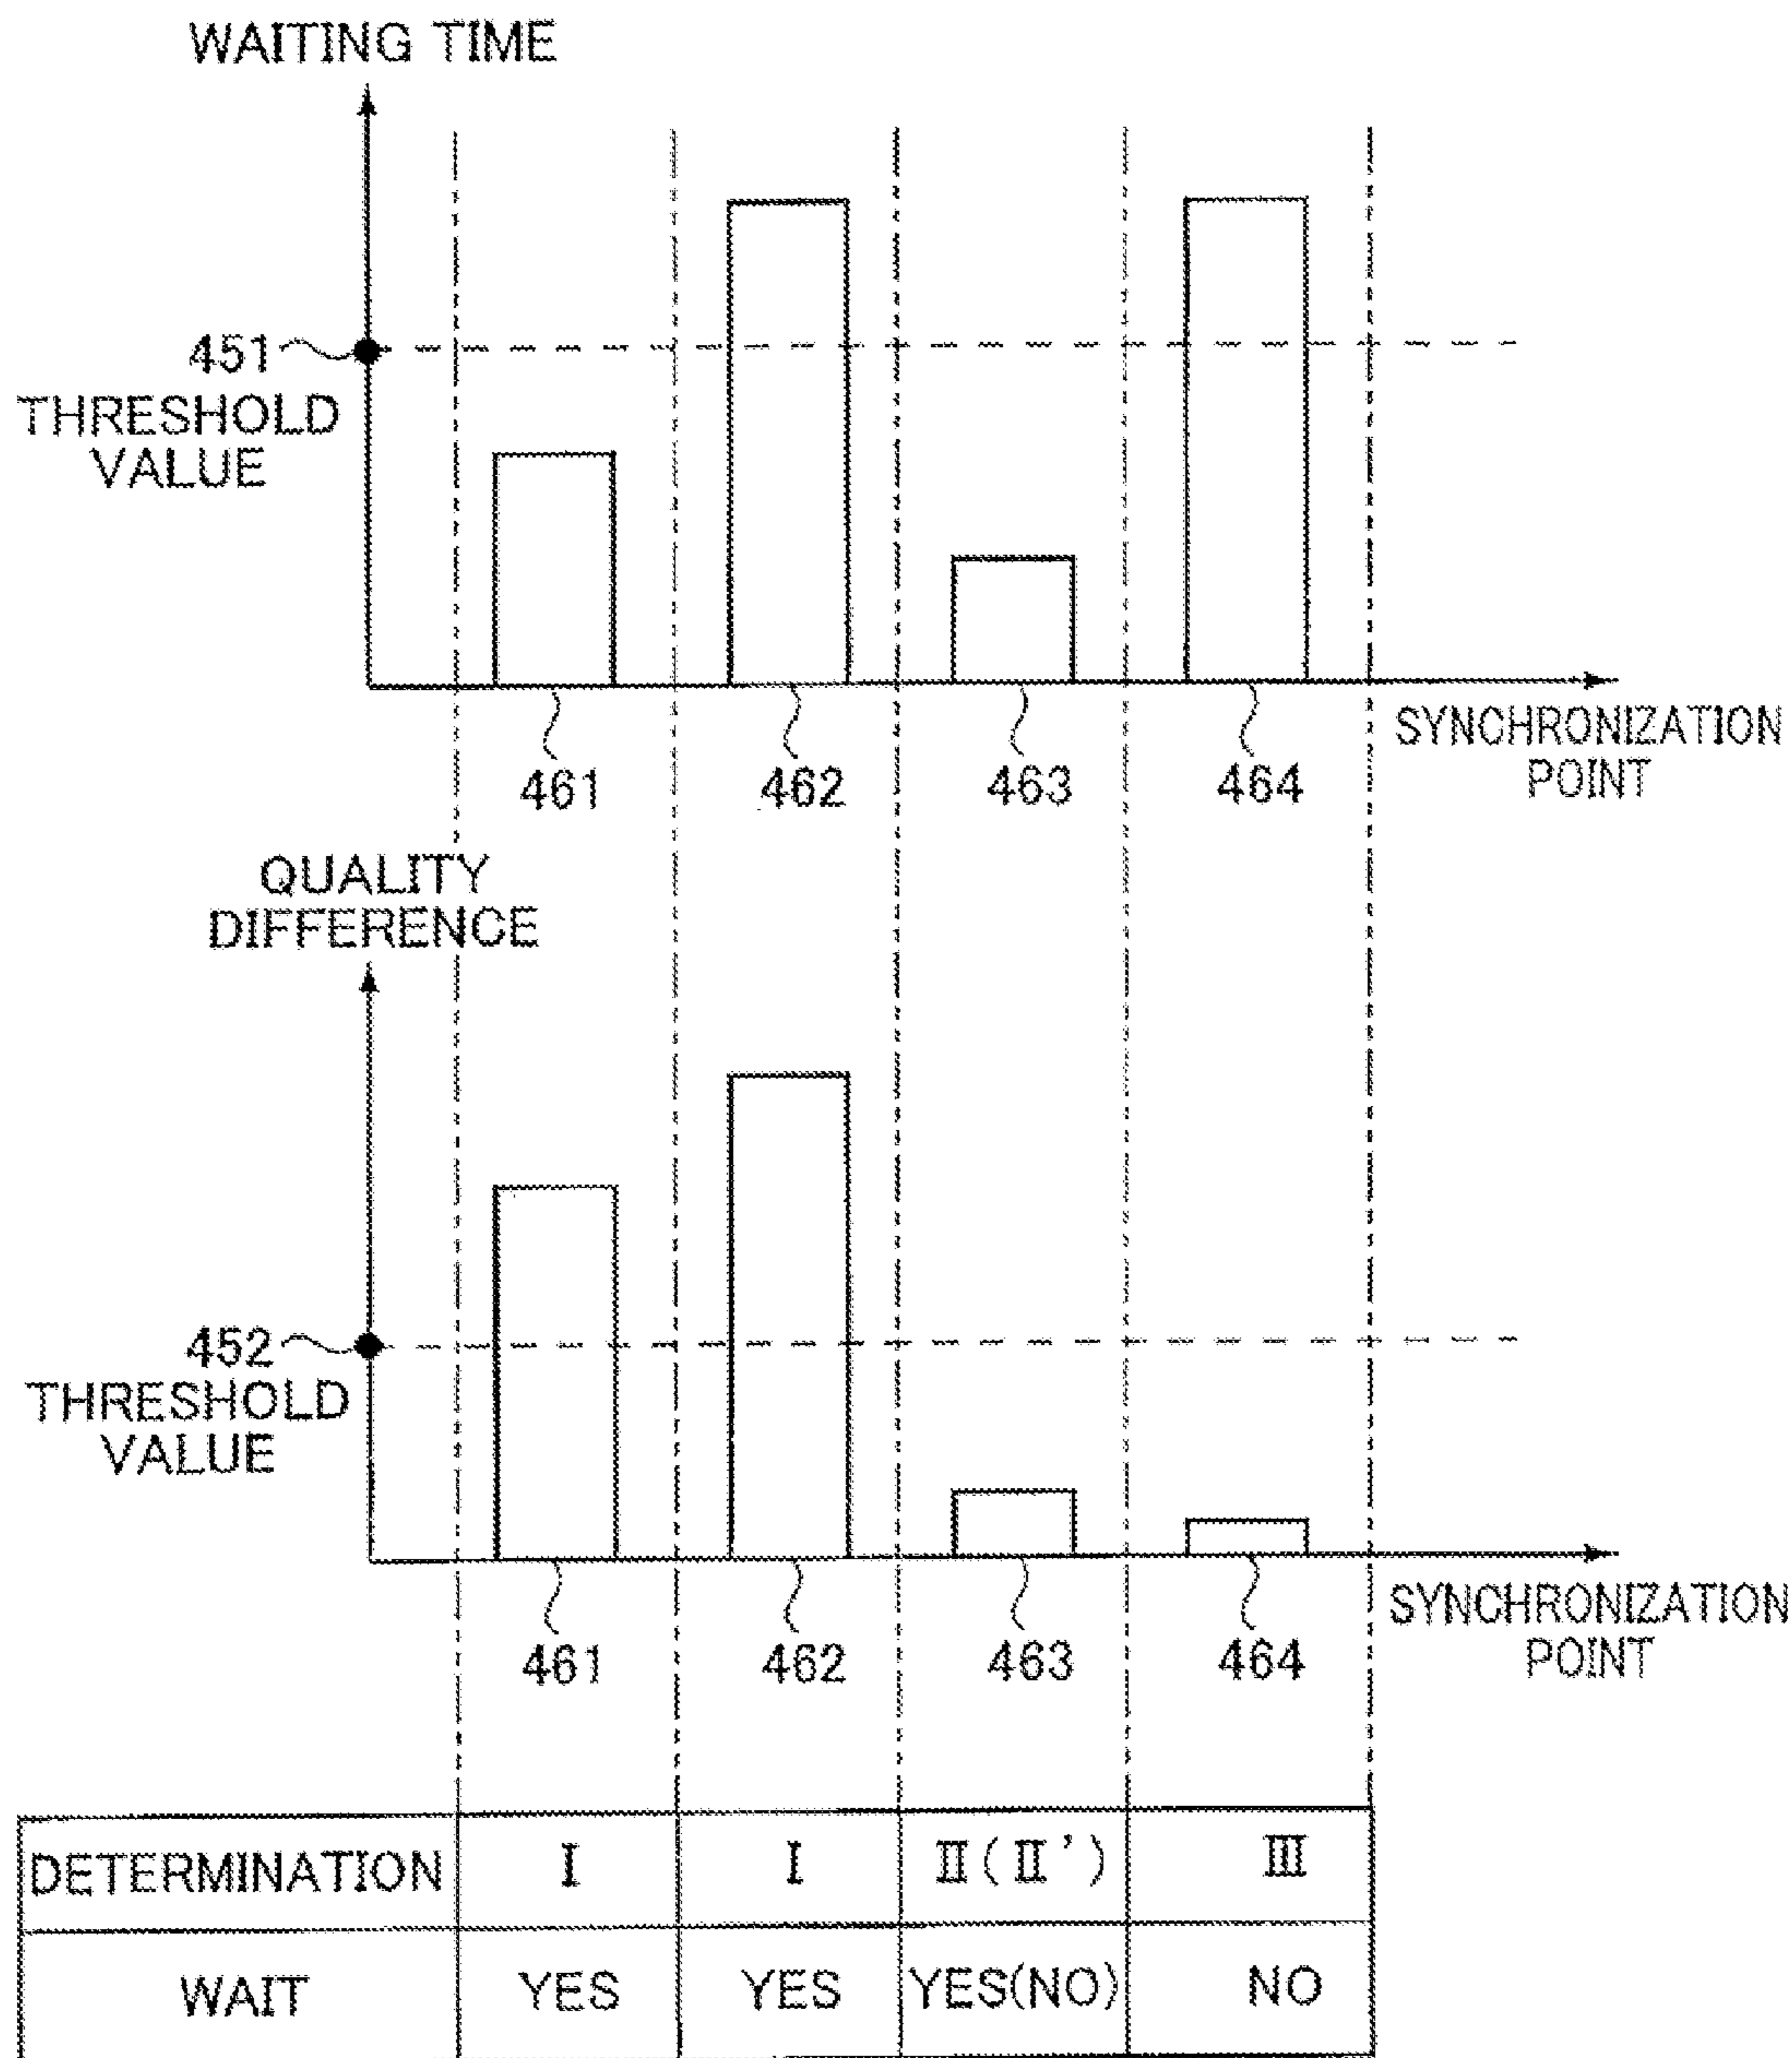 WAITING TIME
451
THRESHOLD
VALUE
461
462
463
464
SYNCHRONIZATION
POINT
QUALITY
DIFFERENCE
452
THRESHOLD
VALUE
461
462
463
464
SYNCHRONIZATION
POINT
DETERMINATION I I II(II') III
WAIT YES YES YES(NO) NO